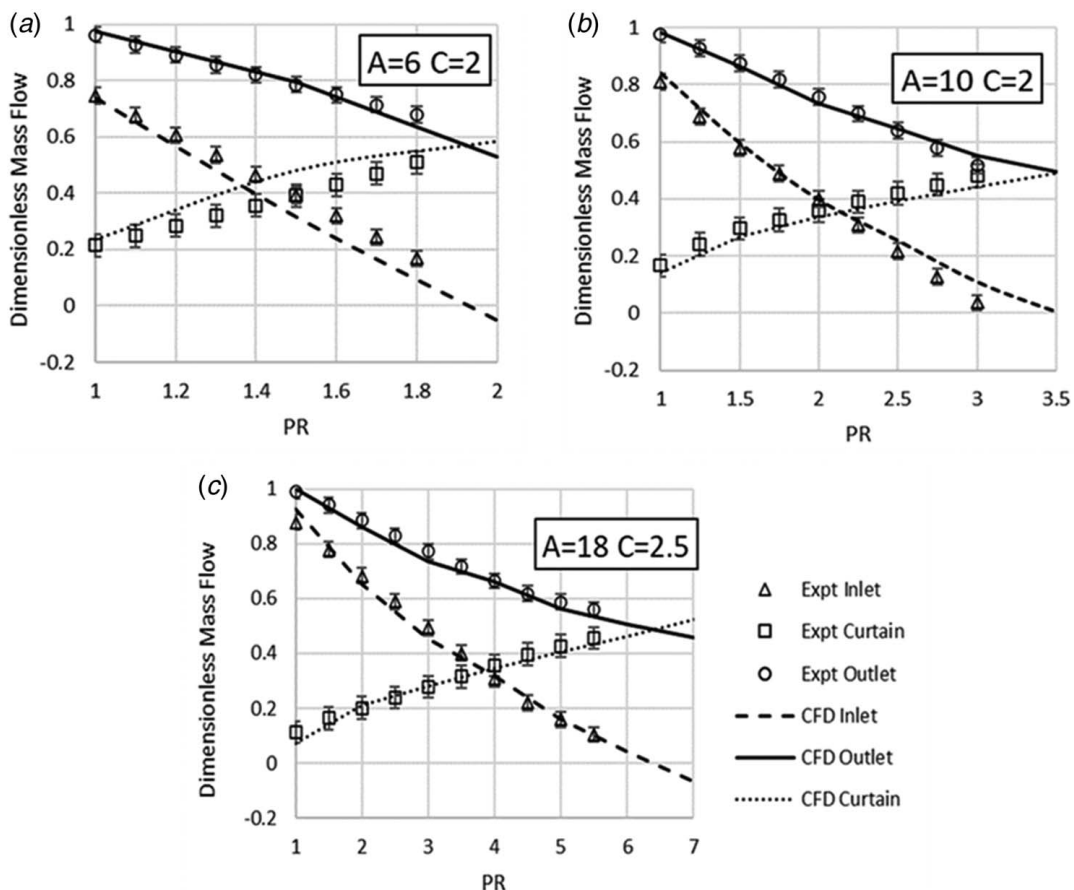 (a)
A=6 C=2
Dimensionless Mass Flow
1
0.8
0.6
0.4
0.2
0
-0.2
1
1.2
1.4
1.6
1.8
2
PR
(b)
A=10 C=2
Dimensionless Mass Flow
1
0.8
0.6
0.4
0.2
0
-0.2
1
1.5
2
2.5
3
3.5
PR
(c)
A=18 C=2.5
Dimensionless Mass Flow
1
0.8
0.6
0.4
0.2
0
-0.2
1
2
3
4
5
6
7
PR
Expt Inlet
Expt Curtain
Expt Outlet
CFD Inlet
CFD Outlet
CFD Curtain